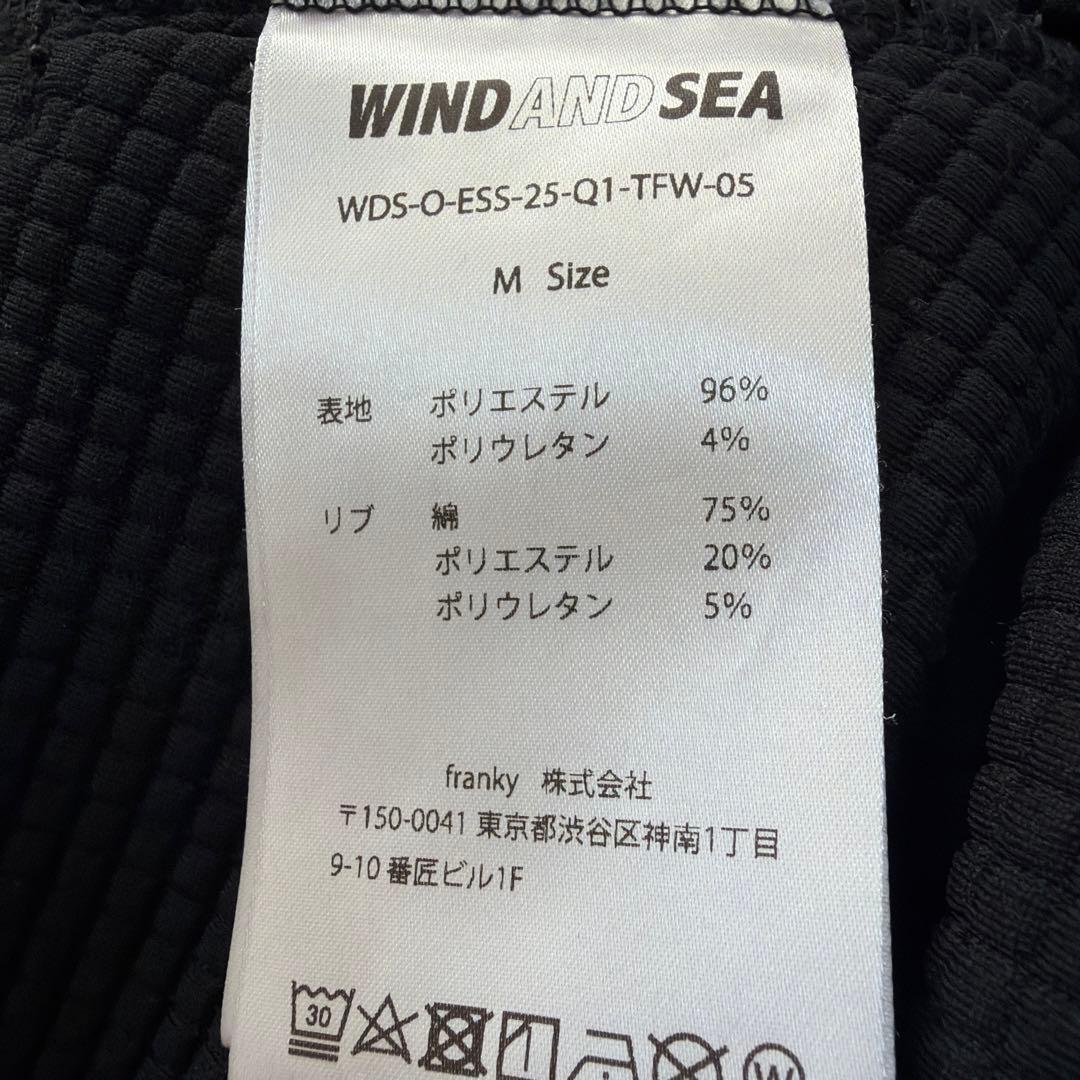 WIND AND SEA
WDS-O-ESS-25-Q1-TFW-05
M Size
表地 ポリエステル 96%
ポリウレタン 4%
リブ 綿 75%
ポリエステル 20%
ポリウレタン 5%
franky 株式会社
〒150-0041 東京都渋谷区神南1丁目
9-10 番匠ビル1F
30
W